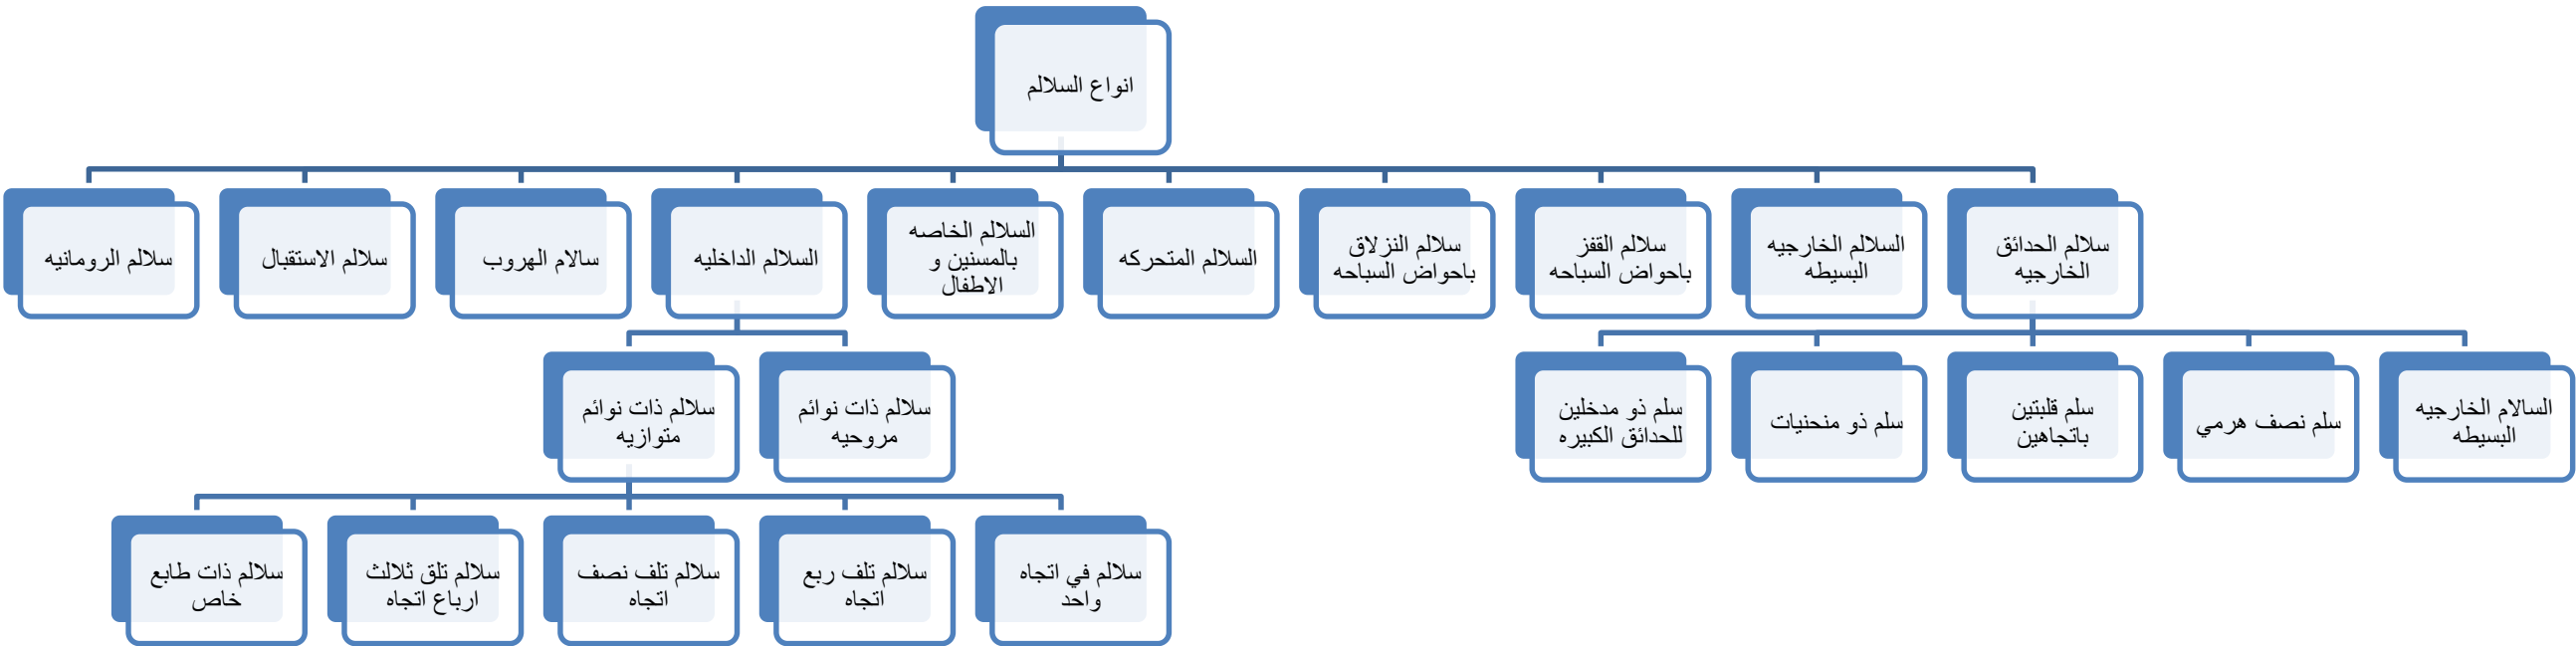 انواع السلالم
سلالم الحدائق
الخارجيه
السلالم الخارجيه
البسيطه
سلالم القفز
باحواض السباحه
سلالم النزلاق
باحواض السباحه
السلالم المتحركه
السلالم الخاصه
بالمسنين و
الاطفال
السلالم الداخليه
سالام الهروب
سلالم الاستقبال
سلالم الرومانيه
السالام الخارجيه
البسيطه
سلم نصف هرمي
سلم قلبتين
باتجاهين
سلم ذو منحنيات
سلم ذو مدخلين
للحدائق الكبيره
سلالم ذات نوائم
مروحيه
سلالم ذات نوائم
متوازيه
سلالم في اتجاه
واحد
سلالم تلف ربع
اتجاه
سلالم تلف نصف
اتجاه
سلالم تلق ثلالث
ارباع اتجاه
سلالم ذات طابع
خاص